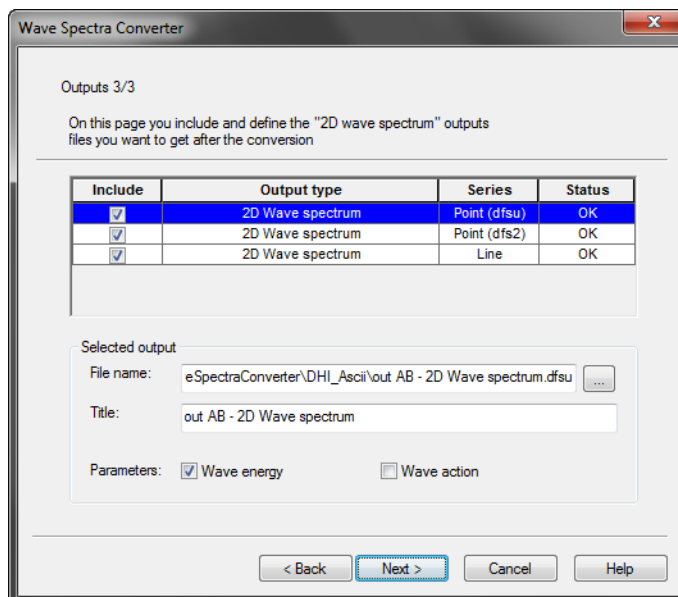 Wave Spectra Converter
Outputs 3/3
On this page you include and define the "2D wave spectrum" outputs
files you want to get after the conversion
Include Output type Series Status
2D Wave spectrum Point (dfsu) OK
2D Wave spectrum Point (dfs2) OK
2D Wave spectrum Line OK
Selected output
File name: eSpectraConverter\DHI_Ascii\out AB - 2D Wave spectrum.dfsu ...
Title: out AB - 2D Wave spectrum
Parameters: Wave energy Wave action
< Back Next > Cancel Help